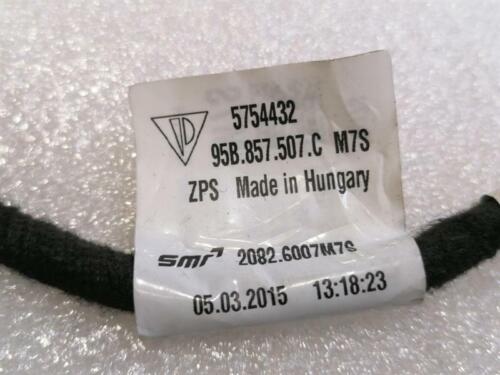 5754432
95B.857.507.C M7S
ZPS Made in Hungary
smr 2082.6007M7S
05.03.2015 13:18:23